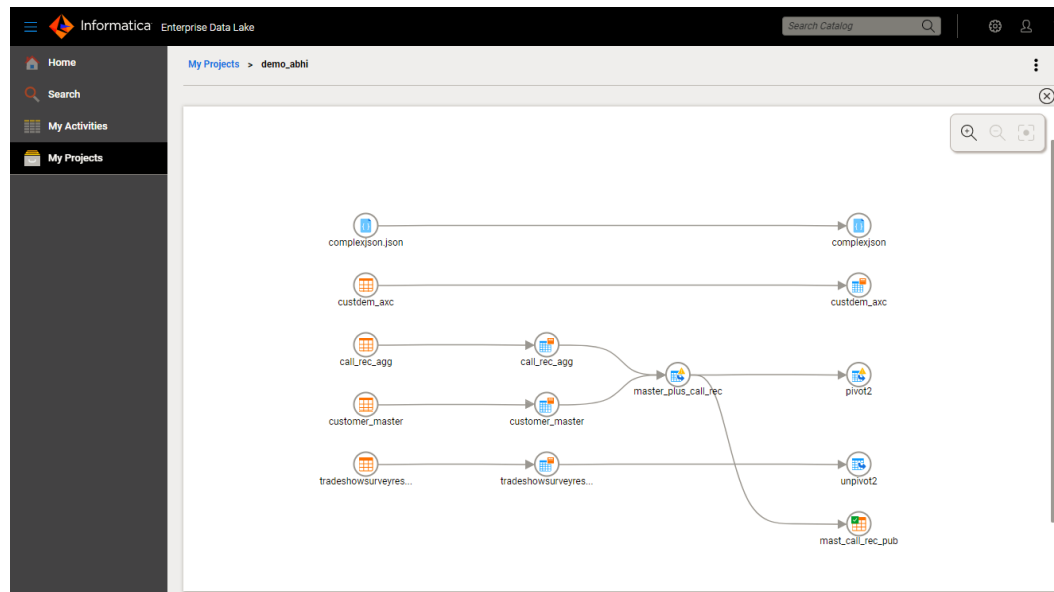 Informatica Enterprise Data Lake
Search Catalog
Home
My Projects > demo_abhi
Search
My Activities
My Projects
complexjson.json
complexjson
custdem_axc
custdem_axc
call_rec_agg
call_rec_agg
master_plus_call_rec
pivot2
customer_master
customer_master
tradeshowsurveyres...
tradeshowsurveyres...
unpivot2
mast_call_rec_pub